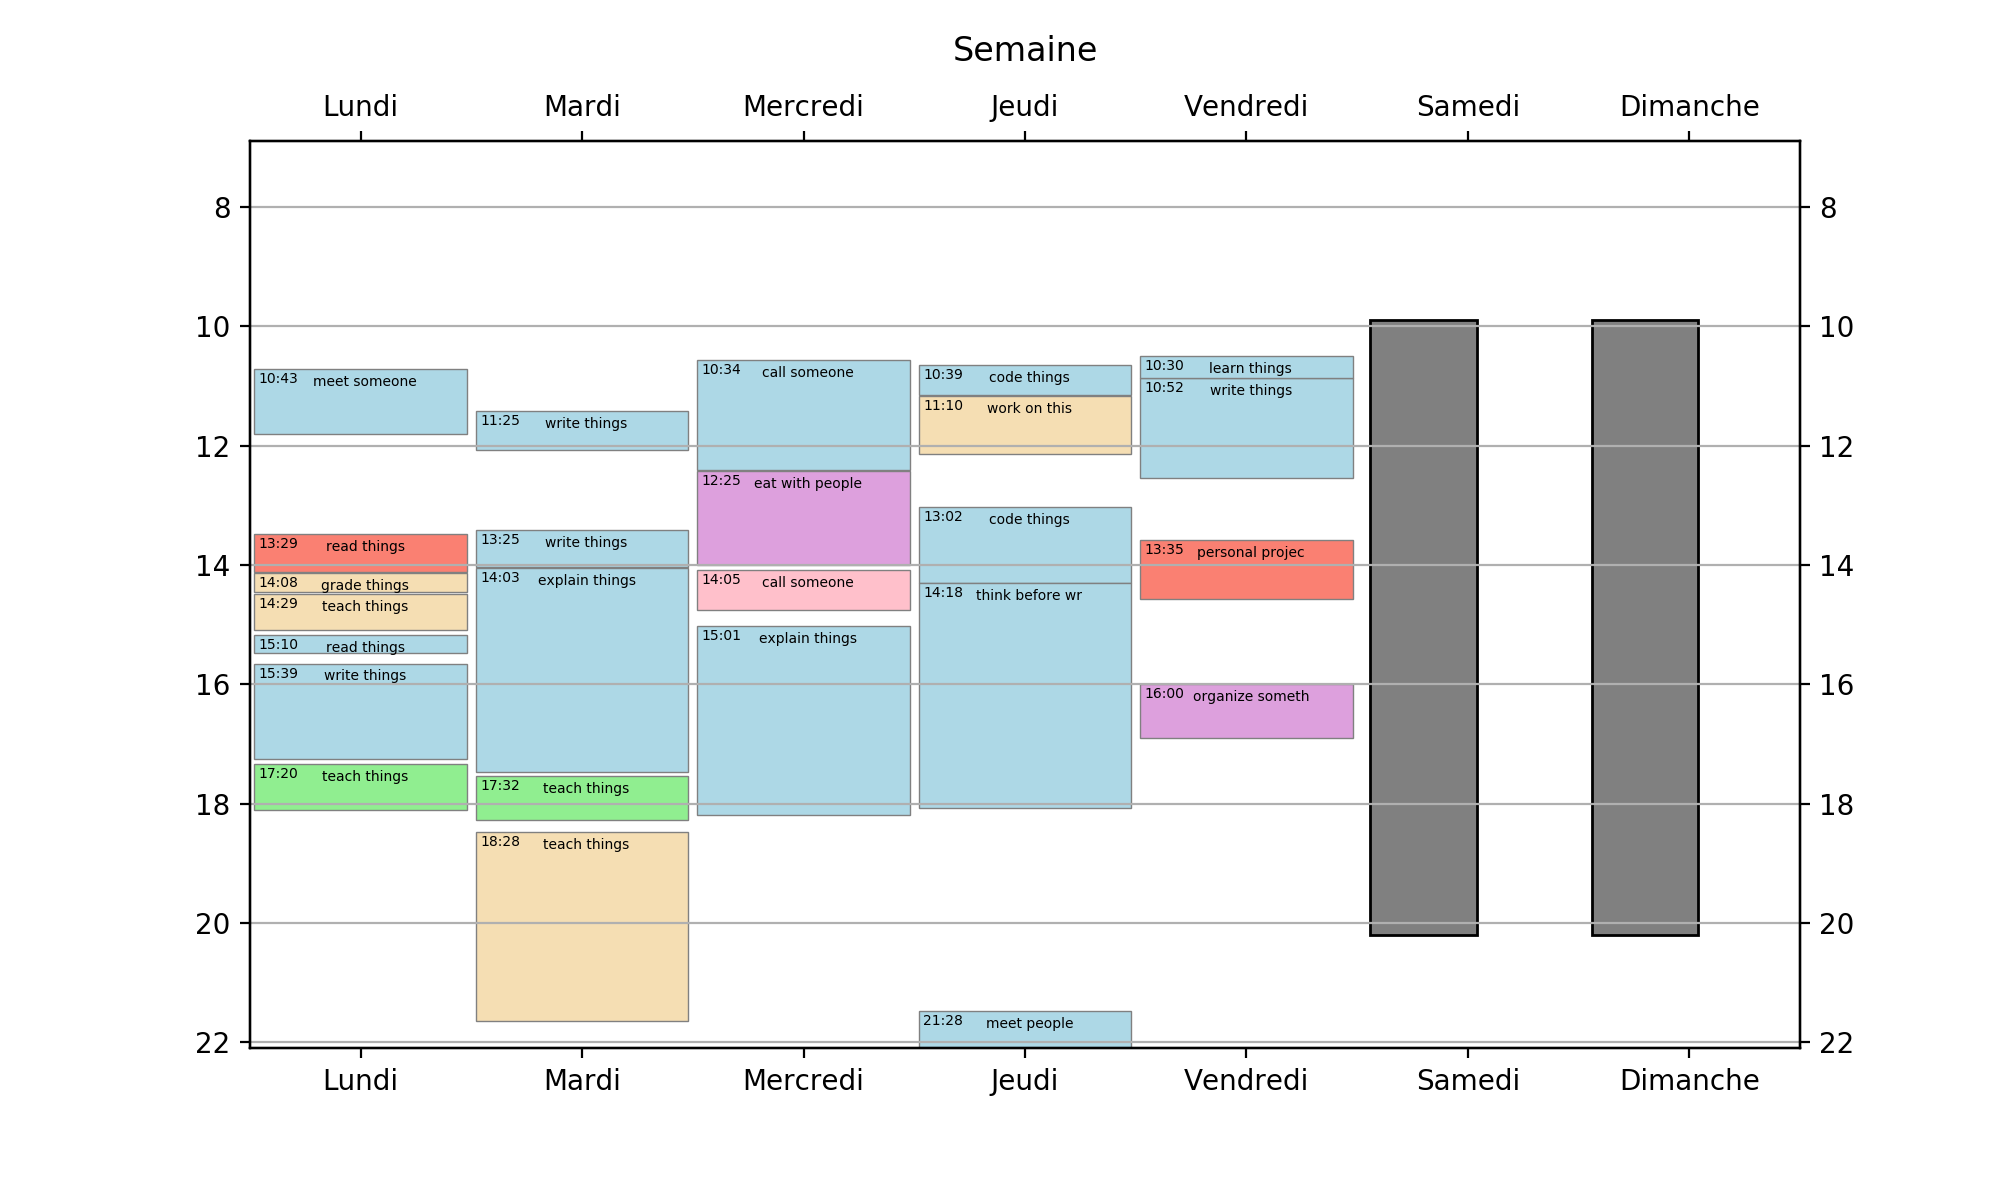 Semaine
Lundi Mardi Mercredi Jeudi Vendredi Samedi Dimanche
8 8
10 10
10:30 learn things
10:34 call someone
10:39 code things
10:43 meet someone
10:52 write things
11:10 work on this
11:25 write things
12 12
12:25 eat with people
13:02 code things
13:25 write things
13:29 read things
13:35 personal projec
14 14
14:03 explain things
14:05 call someone
14:08 grade things
14:18 think before wr
14:29 teach things
15:01 explain things
15:10 read things
15:39 write things
16 16
16:00 organize someth
17:20 teach things
17:32 teach things
18 18
18:28 teach things
20 20
21:28 meet people
22 22
Lundi Mardi Mercredi Jeudi Vendredi Samedi Dimanche